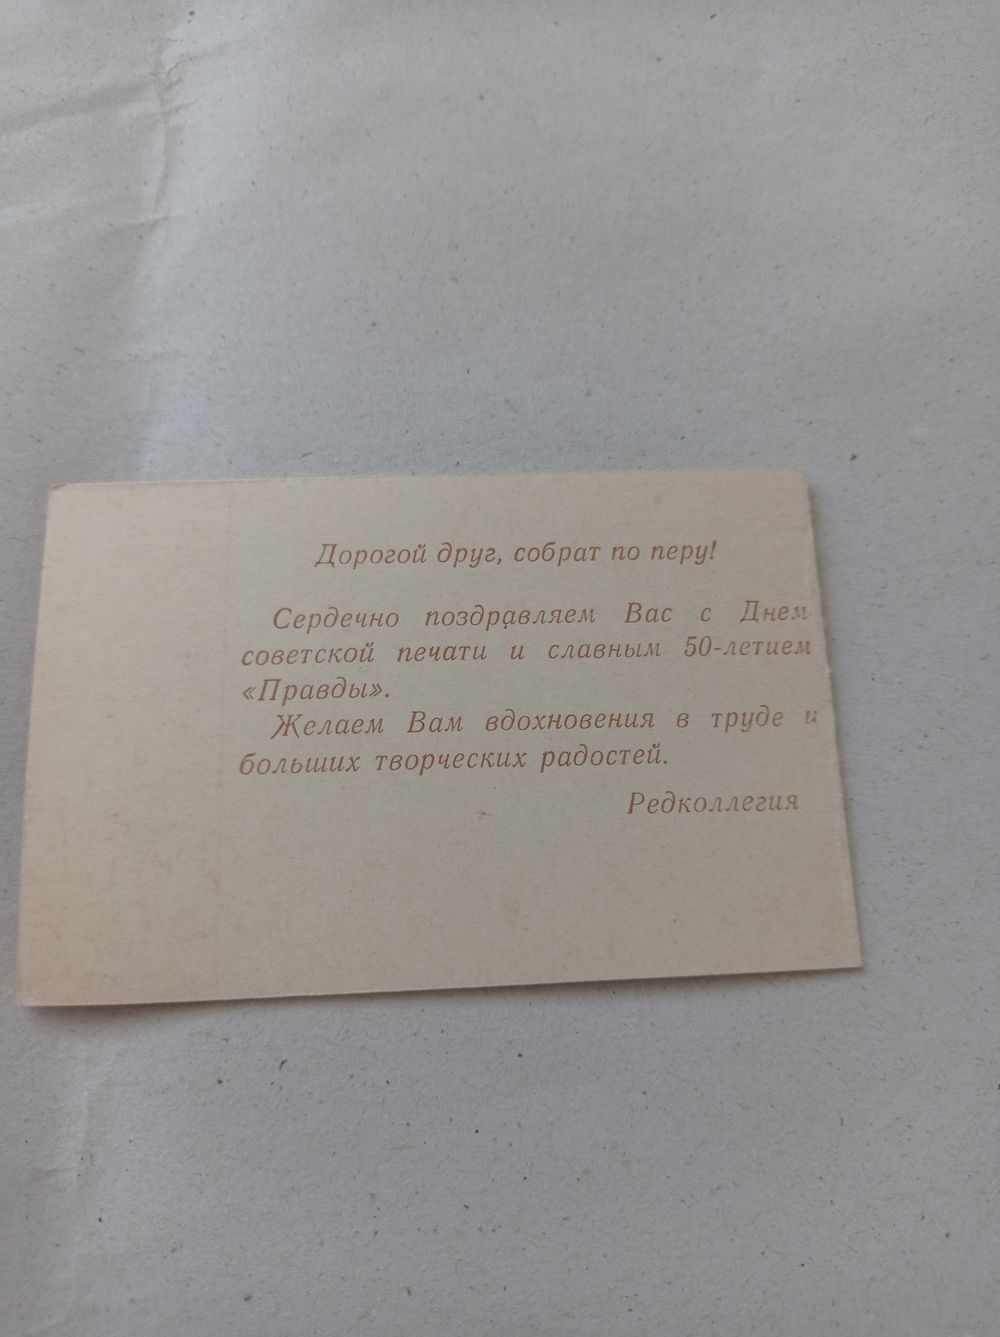 Дорогой друг, собрат по перу!
Сердечно поздравляем Вас с Днем
советской печати и славным 50-летием
«Правды».
Желаем Вам вдохновения в труде и
больших творческих радостей.
Редколлегия